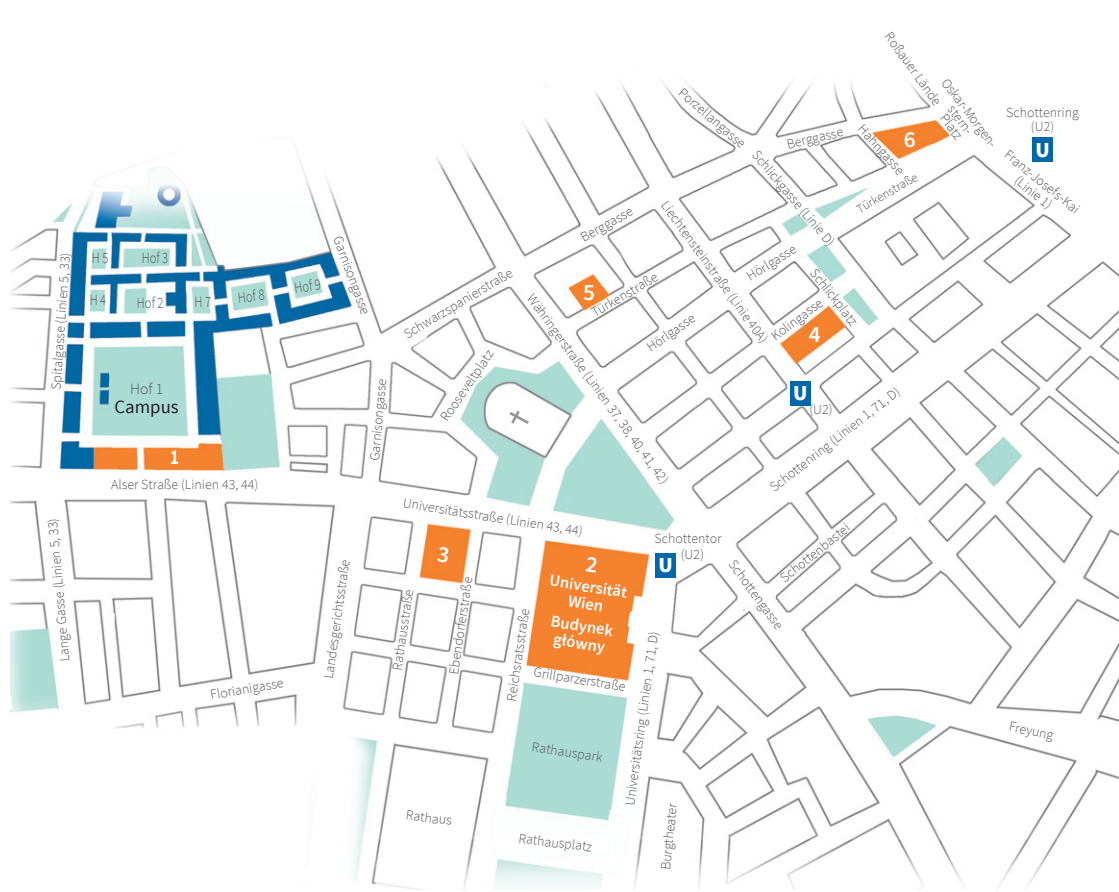 Roßauer Lände
Oskar-Morgen-
stern-
Platz
Schottenring
(U2)
U
Franz-Josefs-Kai
(Linie 1)
Porzellangasse
Berggasse
Hahngasse
6
Schlickgasse (Linie D)
Türkenstraße
Berggasse
Liechtensteinstraße (Linie 40A)
Hörlgasse
Schlickplatz
Kolingasse
4
5
Türkenstraße
Hörlgasse
Währingerstraße (Linien 37, 38, 40, 41, 42)
Schwarzspanierstraße
Garnisongasse
H 5
Hof 3
H 4
Hof 2
H 7
Hof 8
Hof 9
Spitalgasse (Linien 5, 33)
Hof 1
Campus
1
Alser Straße (Linien 43, 44)
Garnisongasse
Rooseveltplatz
U
(U2)
Schottenring (Linien 1, 71, D)
Universitätsstraße (Linien 43, 44)
Schottentor
(U2)
U
Schottenbastei
Schottengasse
3
2
Universität
Wien
Budynek
główny
Lange Gasse (Linien 5, 33)
Landesgerichtsstraße
Rathausstraße
Ebendorferstraße
Reichsratsstraße
Grillparzerstraße
Universitätsring (Linien 1, 71, D)
Florianigasse
Rathauspark
Freyung
Rathaus
Rathausplatz
Burgtheater